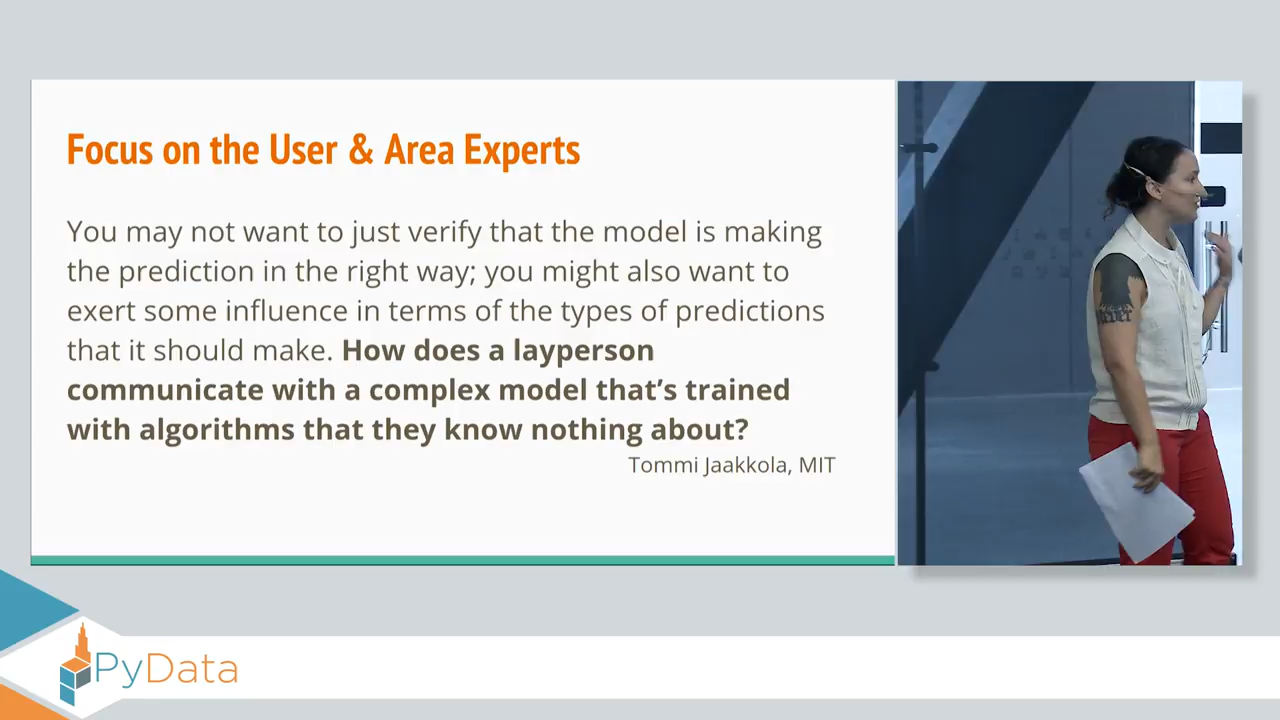 Focus on the User & Area Experts
You may not want to just verify that the model is making
the prediction in the right way; you might also want to
exert some influence in terms of the types of predictions
that it should make. How does a layperson
communicate with a complex model that's trained
with algorithms that they know nothing about?
Tommi Jaakkola, MIT
never
PyData